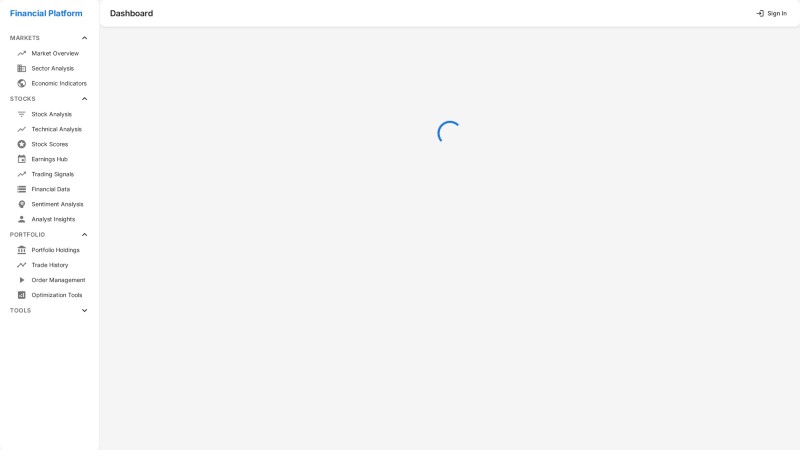 Financial Platform
Dashboard
Sign In
MARKETS
Market Overview
Sector Analysis
Economic Indicators
STOCKS
Stock Analysis
Technical Analysis
Stock Scores
Earnings Hub
Trading Signals
Financial Data
Sentiment Analysis
Analyst Insights
PORTFOLIO
Portfolio Holdings
Trade History
Order Management
Optimization Tools
TOOLS